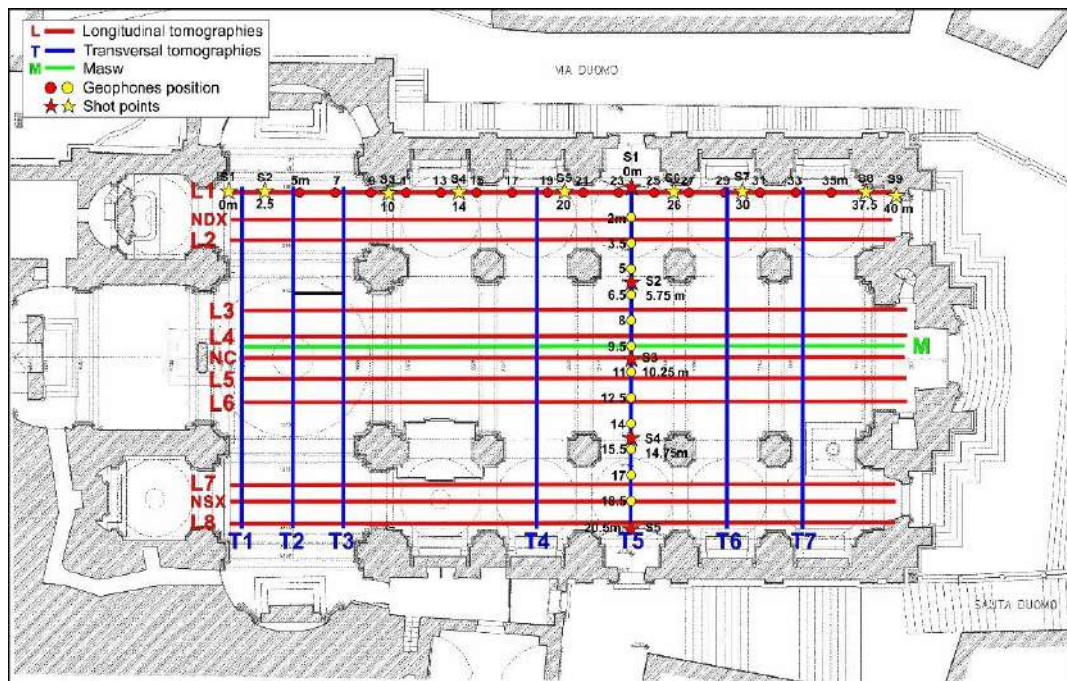 L Longitudinal tomographies
T Transversal tomographies
M Masw
Geophones position
Shot points
VIA DUOMO
S1
0m
S1 S2 5m 7 9 S3 11 13 S4 15 17 19 S5 21 23 25 S6 27 29 S7 31 33 35m S8 S9
L1
0m 2.5 10 14 20 26 30 37.5 40 m
NDX
2m
L2
3.5
5
S2
6.5 5.75 m
L3
8
L4
9.5
M
NC
S3
11 10.25 m
L5
12.5
L6
14
S4
15.5 14.75m
17
L7
NSX
18.5
L8
20.5m S5
T1 T2 T3 T4 T5 T6 T7
SALITA DUOMO